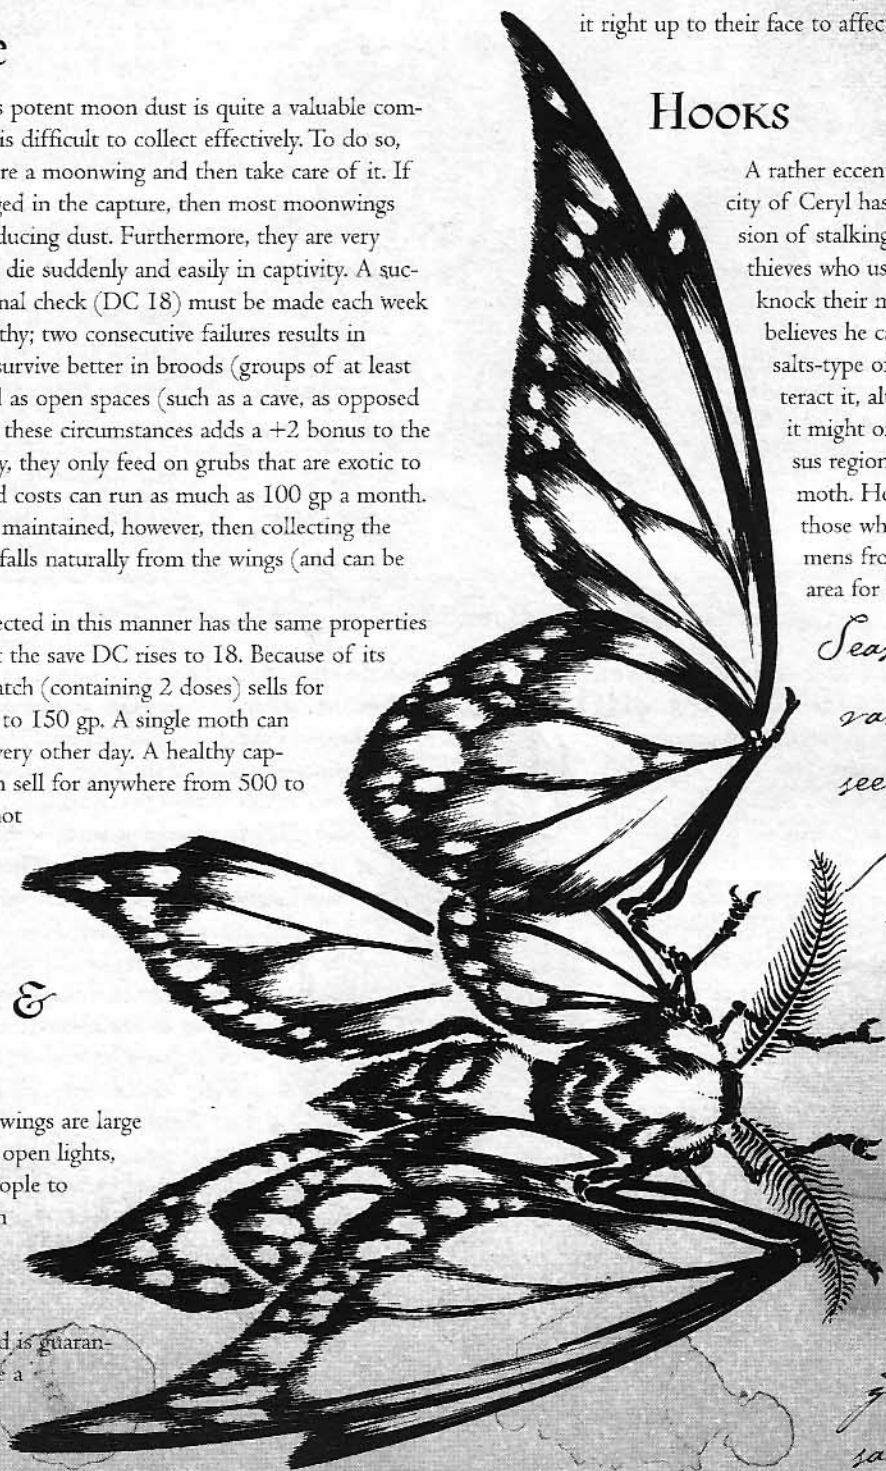 e
s potent moon dust is quite a valuable com-
is difficult to collect effectively. To do so,
re a moonwing and then take care of it. If
ged in the capture, then most moonwings
ducing dust. Furthermore, they are very
die suddenly and easily in captivity. A suc-
nal check (DC 18) must be made each week
thy; two consecutive failures results in
survive better in broods (groups of at least
l as open spaces (such as a cave, as opposed
these circumstances adds a +2 bonus to the
y, they only feed on grubs that are exotic to
d costs can run as much as 100 gp a month.
maintained, however, then collecting the
falls naturally from the wings (and can be
ected in this manner has the same properties
t the save DC rises to 18. Because of its
atch (containing 2 doses) sells for
to 150 gp. A single moth can
very other day. A healthy cap-
n sell for anywhere from 500 to
not
&
wings are large
open lights,
ople to
n
d is guaran-
e a
it right up to their face to affec
Hooks
A rather eccen
city of Ceryl has
sion of stalking
thieves who us
knock their m
believes he ca
salts-type o
teract it, al
it might o
sus region
moth. He
those wh
mens fro
area for
Seas
ra
see
sa